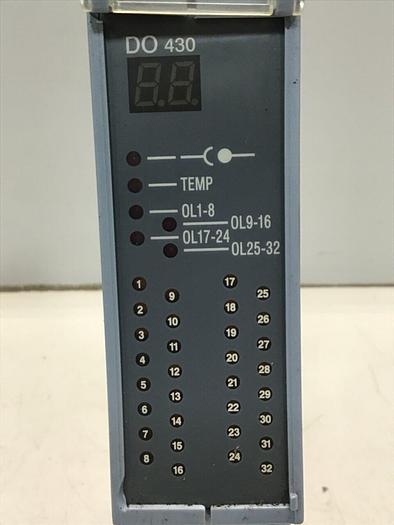 DO 430
TEMP
OL1-8
OL9-16
OL17-24
OL25-32
1 9 17 25
2 10 18 26
3 11 19 27
4 12 20 28
5 13 21 29
6 14 22 30
7 15 23 31
8 16 24 32